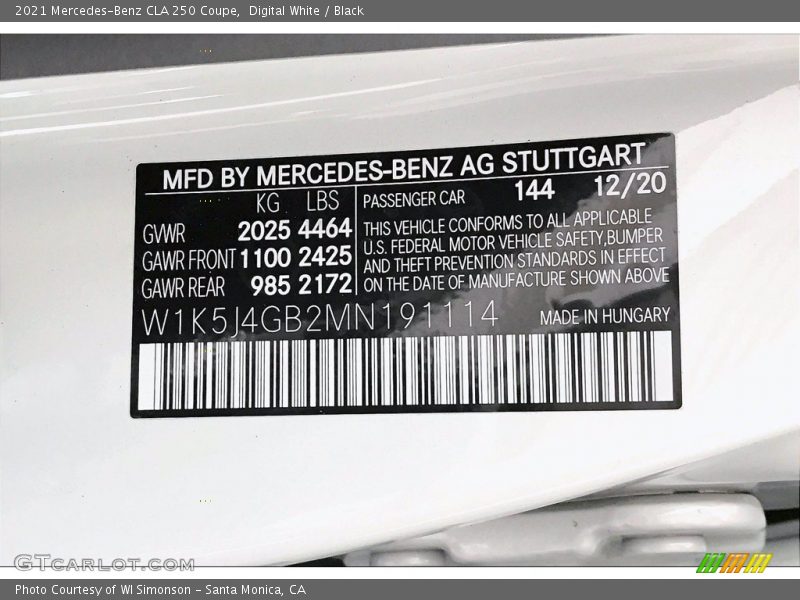 2021 Mercedes-Benz CLA 250 Coupe,  Digital White / Black
MFD BY MERCEDES-BENZ AG STUTTGART
KG LBS
GVWR 2025 4464
GAWR FRONT 1100 2425
GAWR REAR 985 2172
PASSENGER CAR 144 12/20
THIS VEHICLE CONFORMS TO ALL APPLICABLE
U.S. FEDERAL MOTOR VEHICLE SAFETY,BUMPER
AND THEFT PREVENTION STANDARDS IN EFFECT
ON THE DATE OF MANUFACTURE SHOWN ABOVE
W1K5J4GB2MN191114
MADE IN HUNGARY
GTCARLOT.COM
Photo Courtesy of WI Simonson - Santa Monica, CA